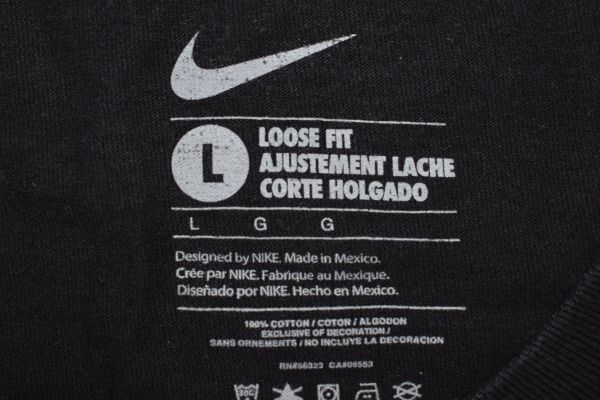 L
LOOSE FIT
AJUSTEMENT LACHE
CORTE HOLGADO
L G G
Designed by NIKE. Made in Mexico.
Crée par NIKE. Fabrique au Mexique.
Diseñado por NIKE. Hecho en Mexico.
100% COTTON / COTON / ALGODON
EXCLUSIVE OF DECORATION/
SANS ORNEMENTS / NO INCLUYE LA DECORACION
RN#56323 CA#05553
30C